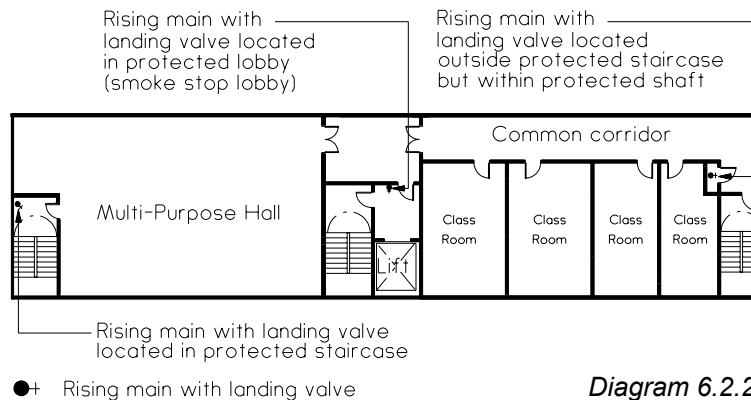 Rising main with
landing valve located
in protected lobby
(smoke stop lobby)
Rising main with
landing valve located
outside protected staircase
but within protected shaft
Common corridor
Multi-Purpose Hall
Class
Room
Class
Room
Class
Room
Class
Room
Lift
Rising main with landing valve
located in protected staircase
Rising main with landing valve
Diagram 6.2.2